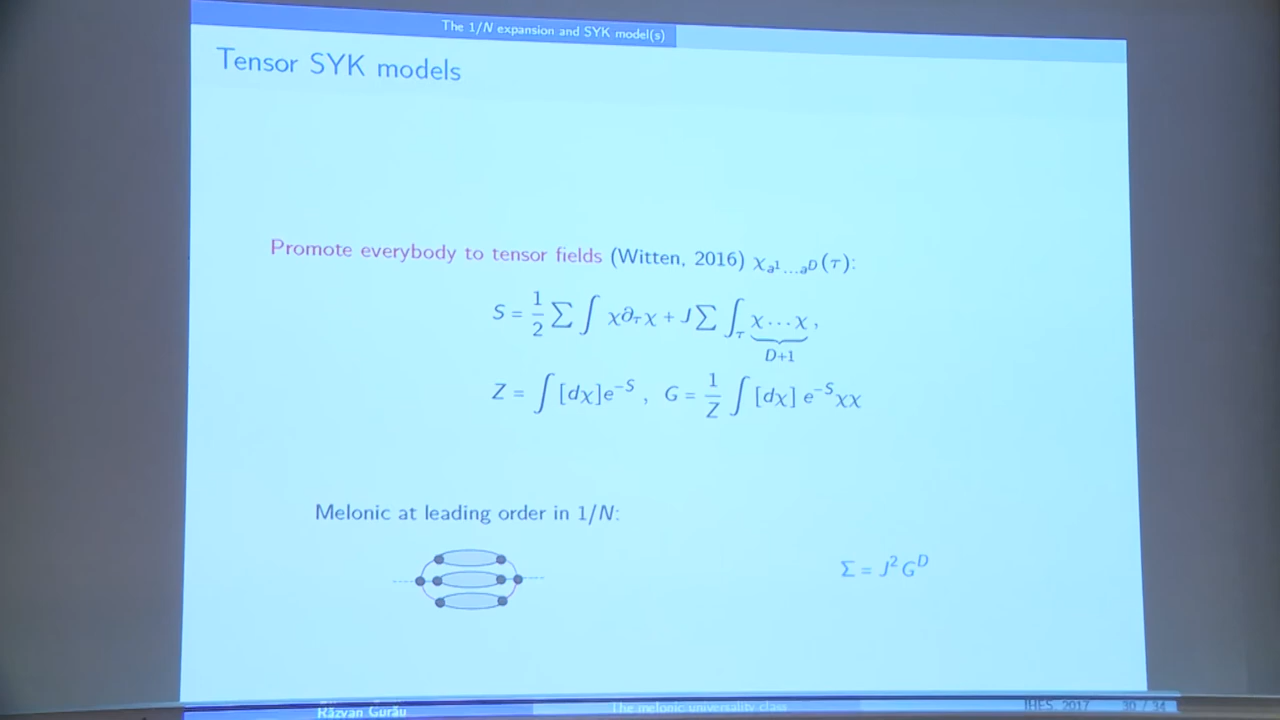 The 1/N expansion and SYK model(s)
Tensor SYK models
Promote everybody to tensor fields (Witten, 2016) χ_{a¹…a^D}(τ):
S = 1/2 ∑ ∫ χ∂_τχ + J ∑ ∫_τ χ⋯χ,
D+1
Z = ∫ [dχ]e^{−S} , G = 1/Z ∫ [dχ] e^{−S}χχ
Melonic at leading order in 1/N:
Σ = J²G^D
Răzvan Gurău The melonic universality class IHES, 2017 30 / 34